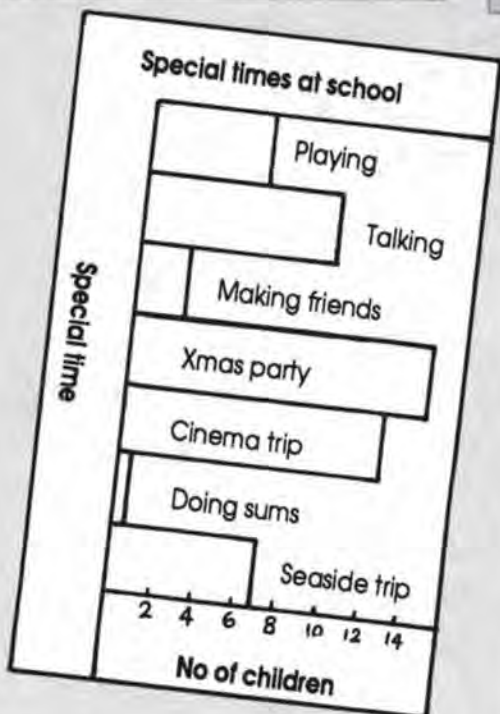 Special times at school
Playing
Talking
Making friends
Xmas party
Cinema trip
Doing sums
Seaside trip
Special time
2 4 6 8 10 12 14
No of children